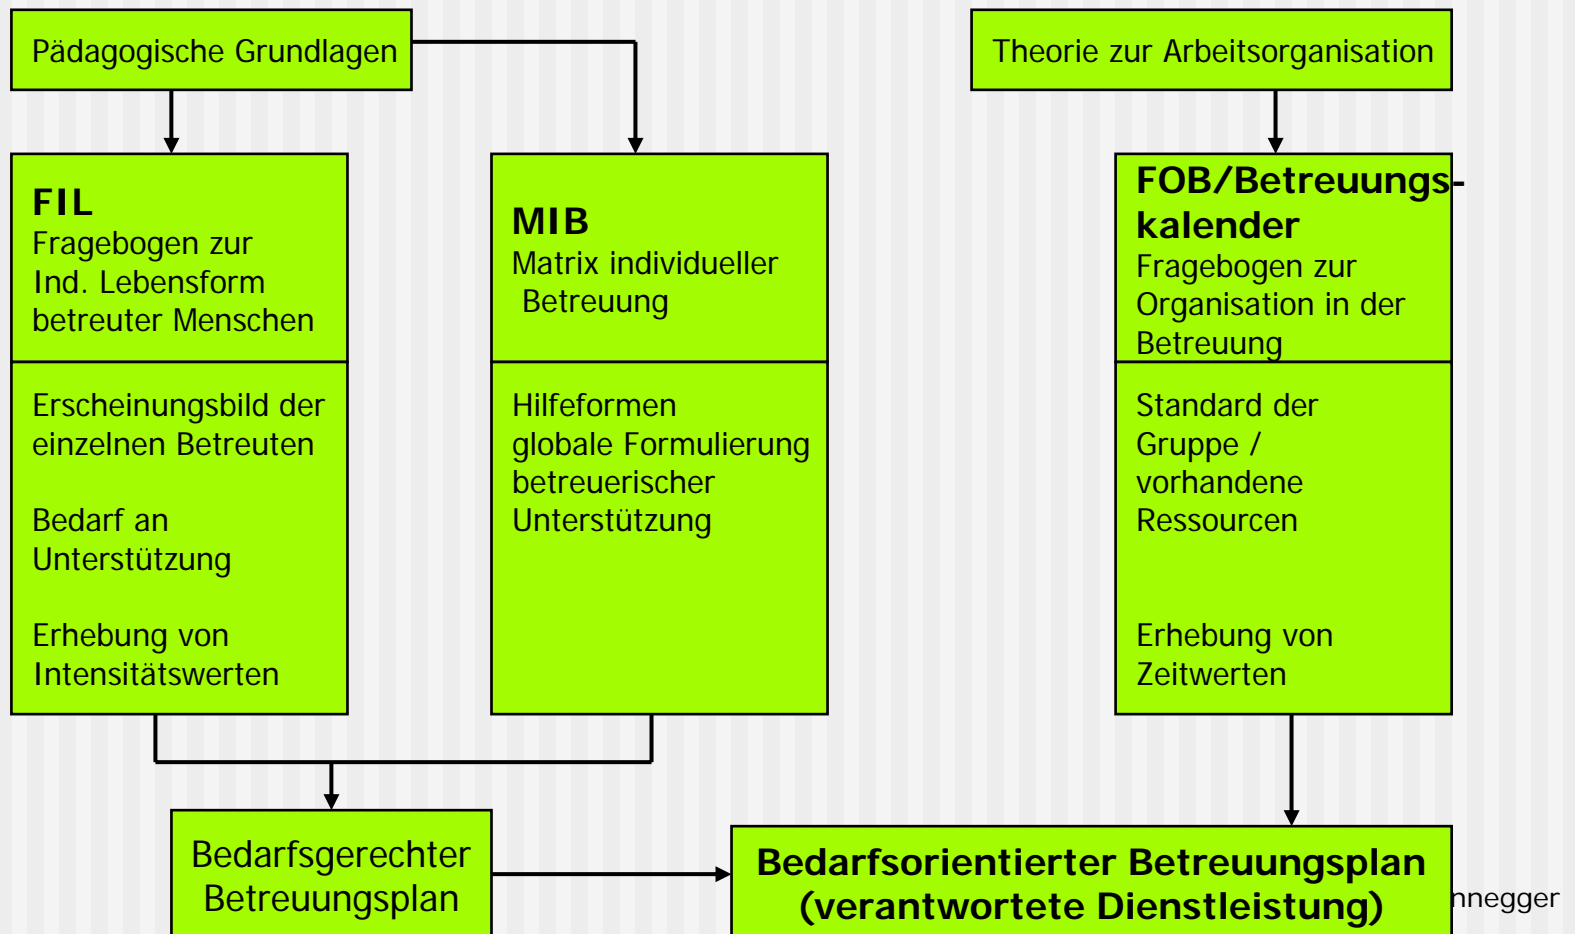 Pädagogische Grundlagen
Theorie zur Arbeitsorganisation
FIL
Fragebogen zur
Ind. Lebensform
betreuter Menschen
Erscheinungsbild der
einzelnen Betreuten
Bedarf an
Unterstützung
Erhebung von
Intensitätswerten
MIB
Matrix individueller
Betreuung
Hilfeformen
globale Formulierung
betreuerischer
Unterstützung
FOB/Betreuungs-
kalender
Fragebogen zur
Organisation in der
Betreuung
Standard der
Gruppe /
vorhandene
Ressourcen
Erhebung von
Zeitwerten
Bedarfsgerechter
Betreuungsplan
Bedarfsorientierter Betreuungsplan
(verantwortete Dienstleistung)